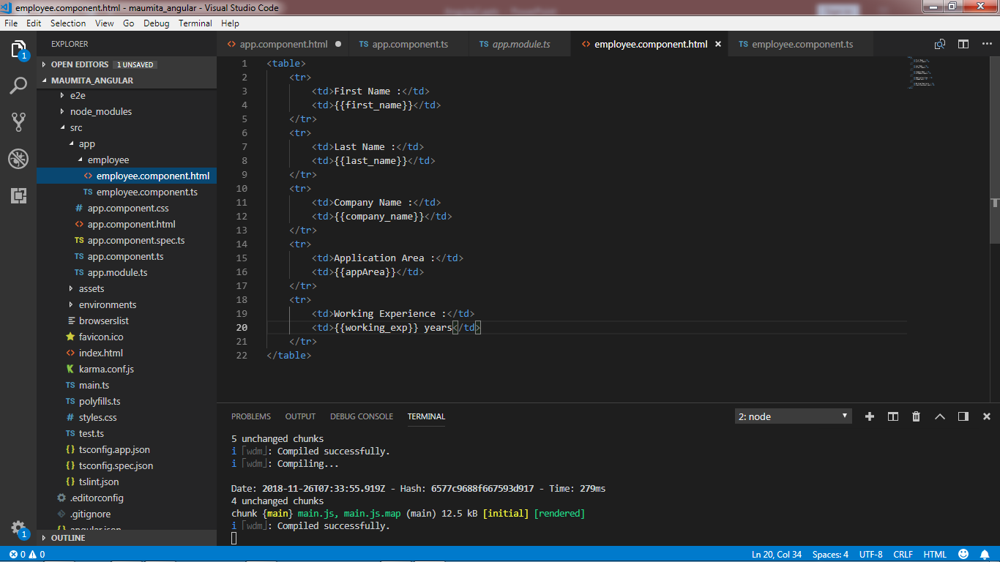 employee.component.html - maumita_angular - Visual Studio Code
File Edit Selection View Go Debug Terminal Help
EXPLORER
OPEN EDITORS 1 UNSAVED
MAUMITA_ANGULAR
e2e
node_modules
src
app
employee
employee.component.html
employee.component.ts
app.component.css
app.component.html
app.component.spec.ts
app.component.ts
app.module.ts
assets
environments
browserslist
favicon.ico
index.html
karma.conf.js
main.ts
polyfills.ts
styles.css
test.ts
tsconfig.app.json
tsconfig.spec.json
tslint.json
.editorconfig
.gitignore
angular.json
OUTLINE
1
1
app.component.html app.component.ts app.module.ts employee.component.html employee.component.ts
1 <table>
2 <tr>
3 <td>First Name :</td>
4 <td>{{first_name}}</td>
5 </tr>
6 <tr>
7 <td>Last Name :</td>
8 <td>{{last_name}}</td>
9 </tr>
10 <tr>
11 <td>Company Name :</td>
12 <td>{{company_name}}</td>
13 </tr>
14 <tr>
15 <td>Application Area :</td>
16 <td>{{appArea}}</td>
17 </tr>
18 <tr>
19 <td>Working Experience :</td>
20 <td>{{working_exp}} years</td>
21 </tr>
22 </table>
PROBLEMS OUTPUT DEBUG CONSOLE TERMINAL 2: node
5 unchanged chunks
i ｢wdm｣: Compiled successfully.
i ｢wdm｣: Compiling...
Date: 2018-11-26T07:33:55.919Z - Hash: 6577c9688f667593d917 - Time: 279ms
4 unchanged chunks
chunk {main} main.js, main.js.map (main) 12.5 kB [initial] [rendered]
i ｢wdm｣: Compiled successfully.
0 0 Ln 20, Col 34 Spaces: 4 UTF-8 CRLF HTML